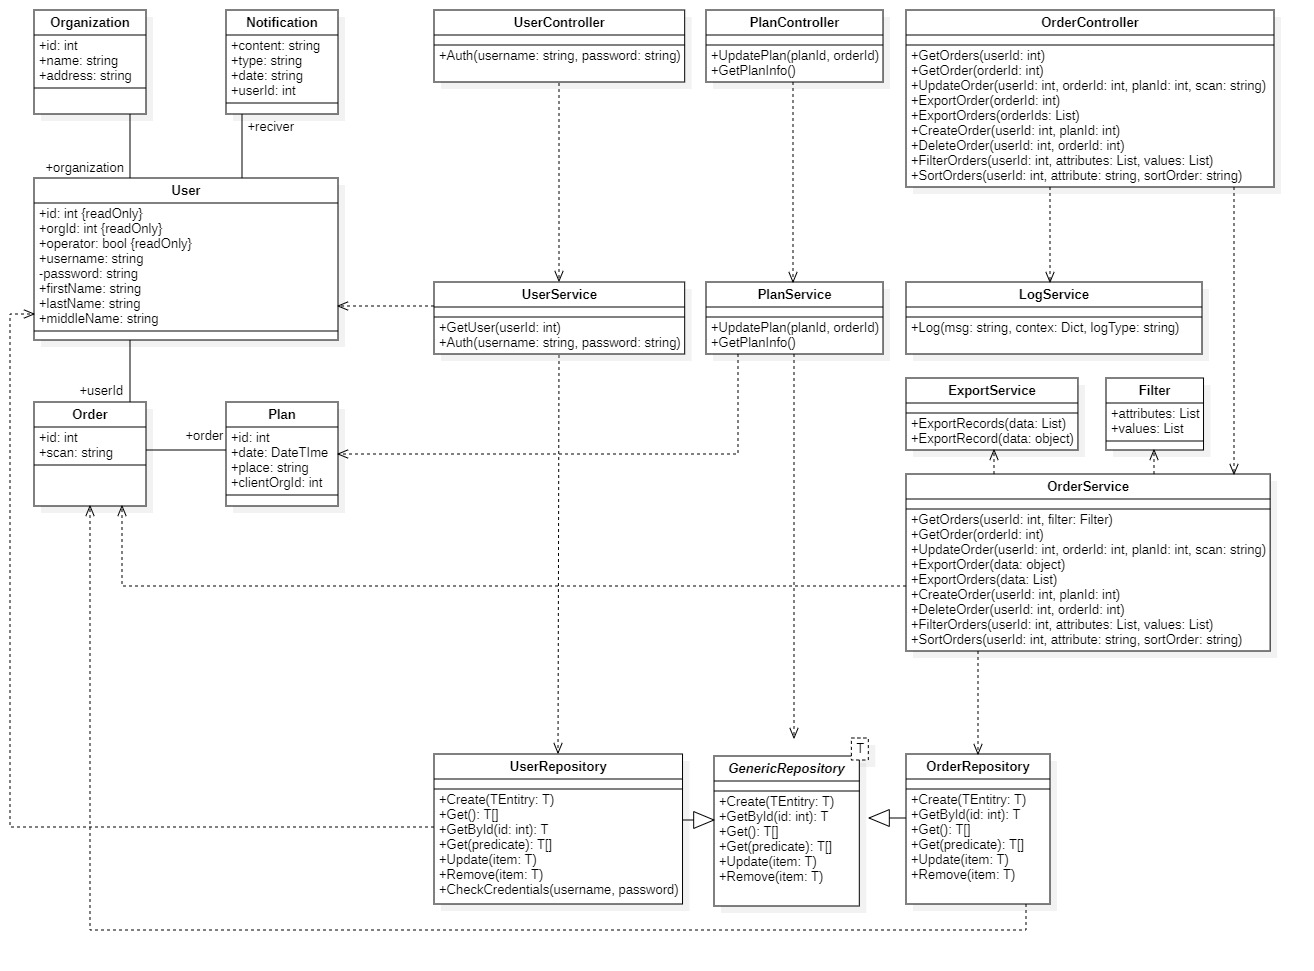 Organization
+id: int
+name: string
+address: string
Notification
+content: string
+type: string
+date: string
+userId: int
UserController
+Auth(username: string, password: string)
PlanController
+UpdatePlan(planId, orderId)
+GetPlanInfo()
OrderController
+GetOrders(userId: int)
+GetOrder(orderId: int)
+UpdateOrder(userId: int, orderId: int, planId: int, scan: string)
+ExportOrder(orderId: int)
+ExportOrders(orderIds: List)
+CreateOrder(userId: int, planId: int)
+DeleteOrder(userId: int, orderId: int)
+FilterOrders(userId: int, attributes: List, values: List)
+SortOrders(userId: int, attribute: string, sortOrder: string)
+reciver
+organization
User
+id: int {readOnly}
+orgId: int {readOnly}
+operator: bool {readOnly}
+username: string
-password: string
+firstName: string
+lastName: string
+middleName: string
UserService
+GetUser(userId: int)
+Auth(username: string, password: string)
PlanService
+UpdatePlan(planId, orderId)
+GetPlanInfo()
LogService
+Log(msg: string, contex: Dict, logType: string)
+userId
Order
+id: int
+scan: string
+order
Plan
+id: int
+date: DateTIme
+place: string
+clientOrgId: int
ExportService
+ExportRecords(data: List)
+ExportRecord(data: object)
Filter
+attributes: List
+values: List
OrderService
+GetOrders(userId: int, filter: Filter)
+GetOrder(orderId: int)
+UpdateOrder(userId: int, orderId: int, planId: int, scan: string)
+ExportOrder(data: object)
+ExportOrders(data: List)
+CreateOrder(userId: int, planId: int)
+DeleteOrder(userId: int, orderId: int)
+FilterOrders(userId: int, attributes: List, values: List)
+SortOrders(userId: int, attribute: string, sortOrder: string)
UserRepository
+Create(TEntity: T)
+Get(): T[]
+GetById(id: int): T
+Get(predicate): T[]
+Update(item: T)
+Remove(item: T)
+CheckCredentials(username, password)
T
GenericRepository
+Create(TEntity: T)
+GetById(id: int): T
+Get(): T[]
+Get(predicate): T[]
+Update(item: T)
+Remove(item: T)
OrderRepository
+Create(TEntity: T)
+GetById(id: int): T
+Get(): T[]
+Get(predicate): T[]
+Update(item: T)
+Remove(item: T)